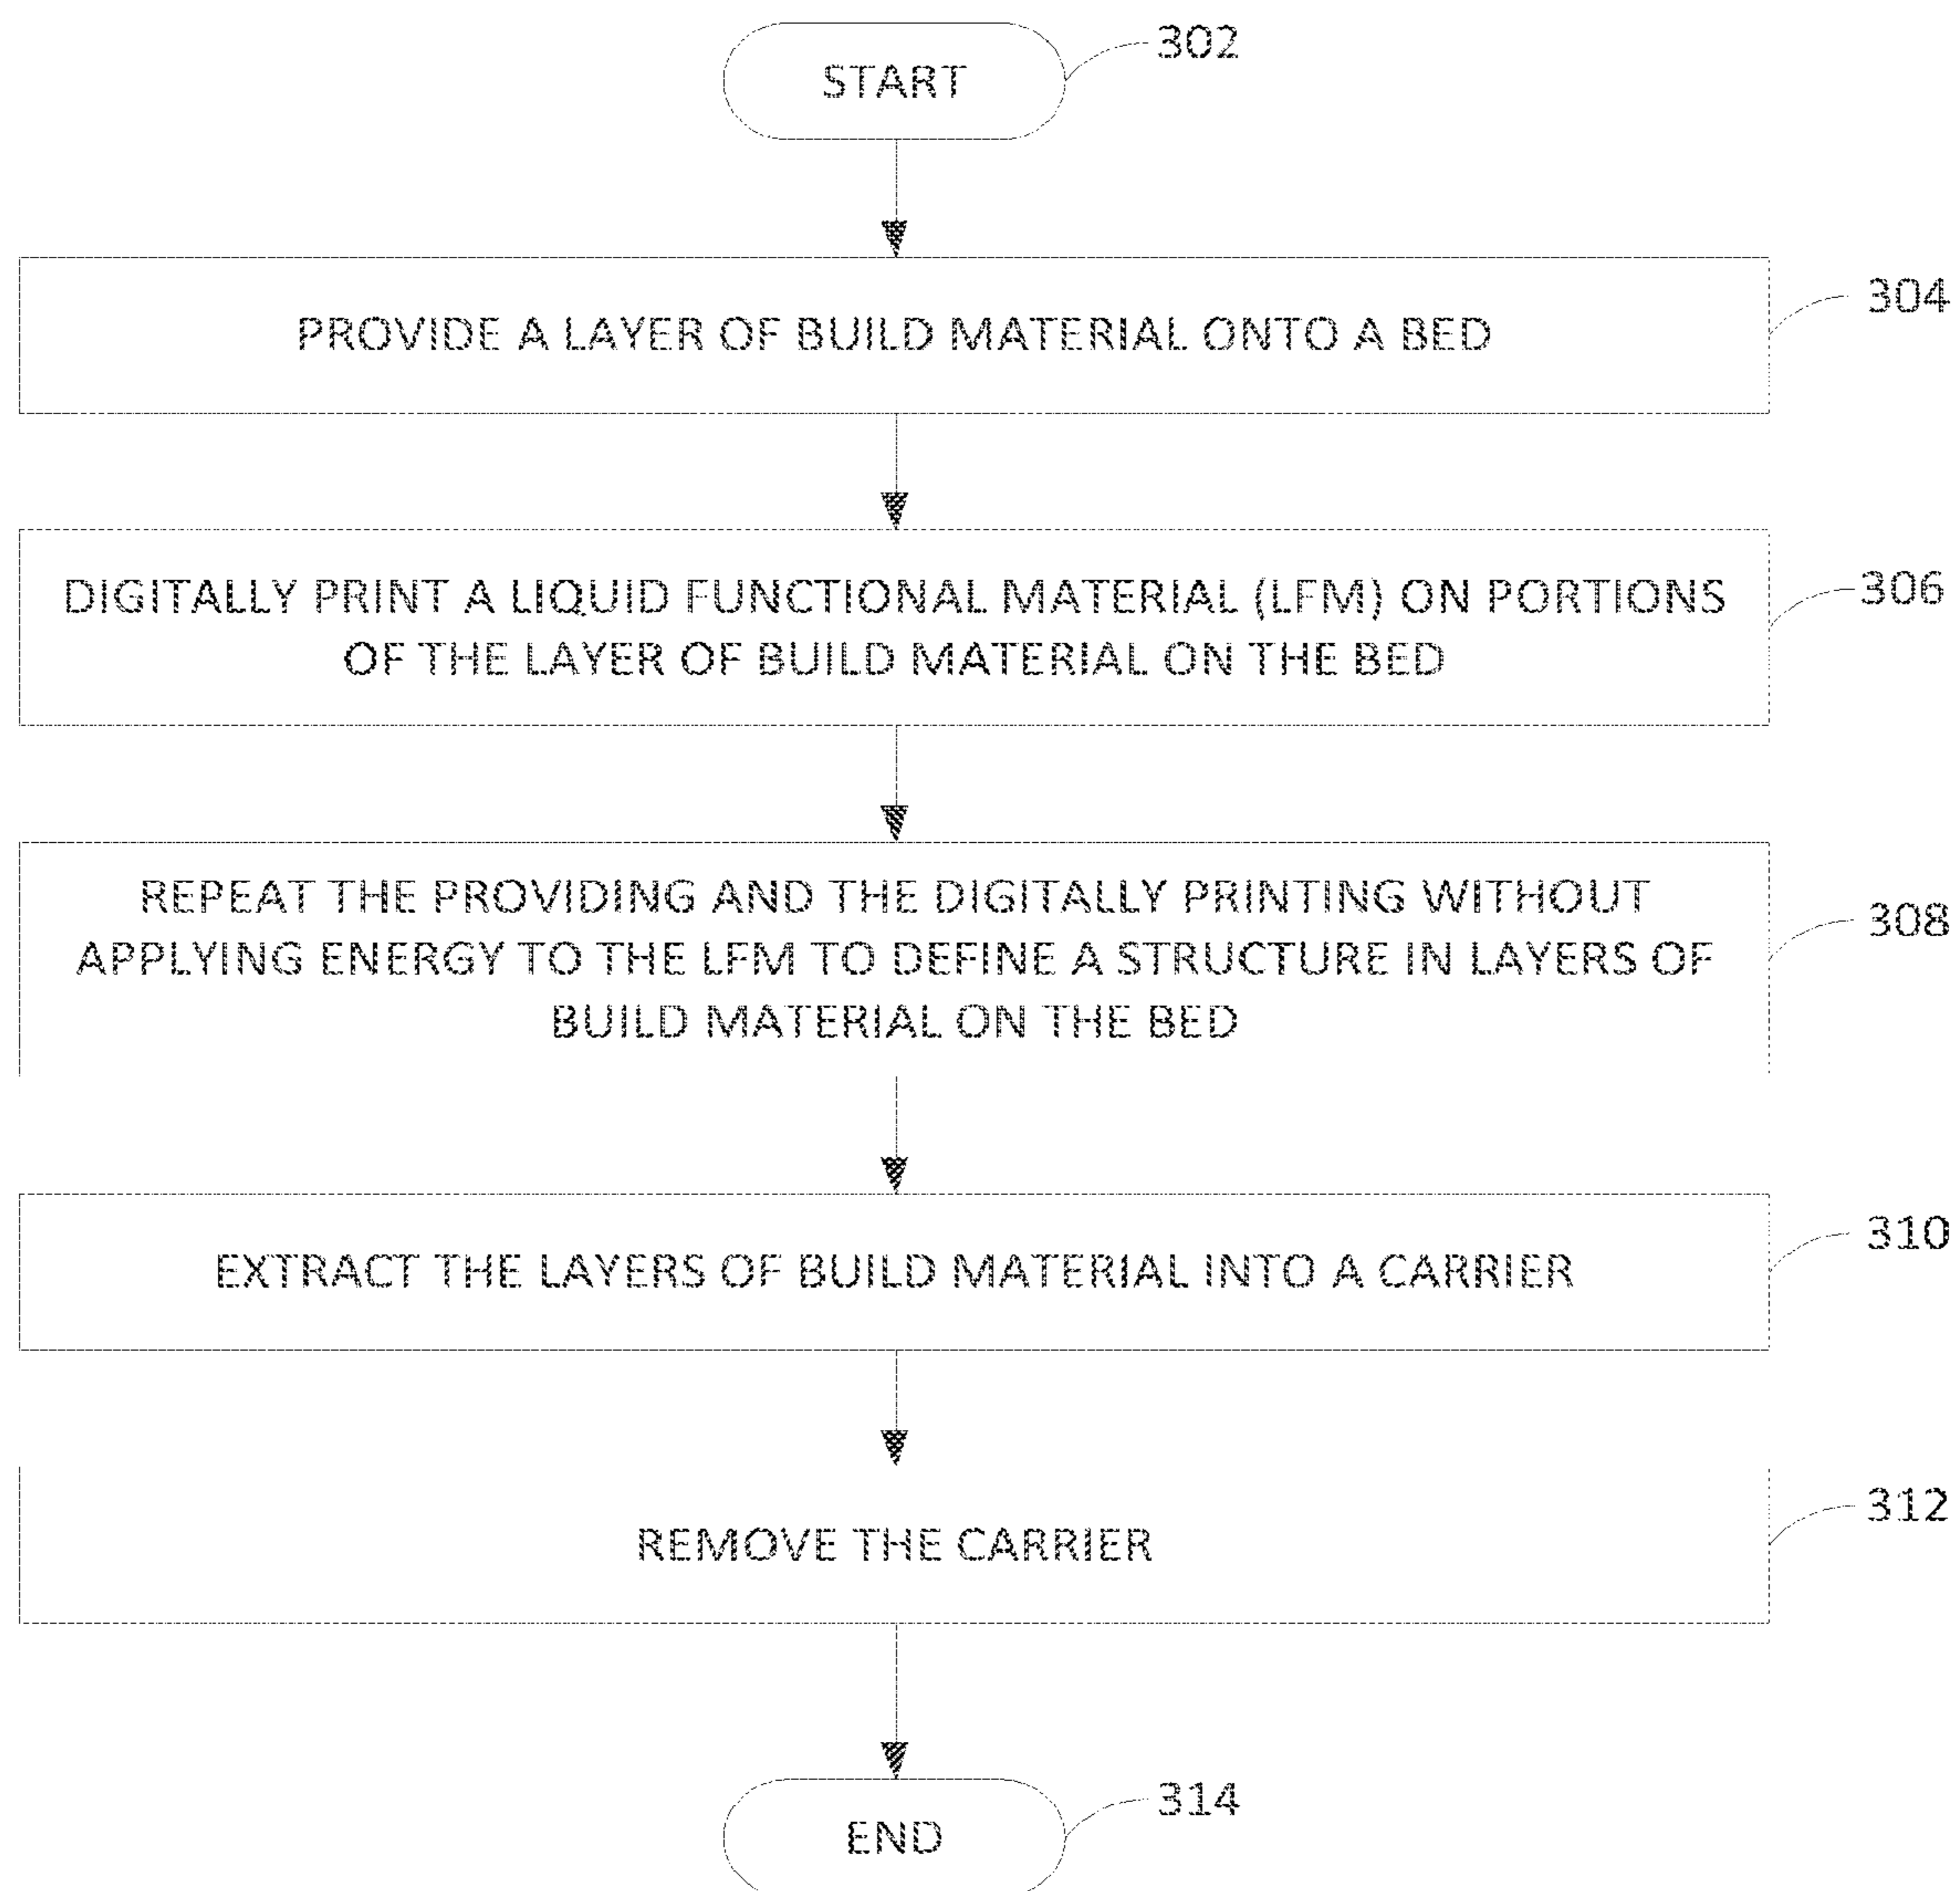 START
302
PROVIDE A LAYER OF BUILD MATERIAL ONTO A BED
304
DIGITALLY PRINT A LIQUID FUNCTIONAL MATERIAL (LFM) ON PORTIONS
OF THE LAYER OF BUILD MATERIAL ON THE BED
306
REPEAT THE PROVIDING AND THE DIGITALLY PRINTING WITHOUT
APPLYING ENERGY TO THE LFM TO DEFINE A STRUCTURE IN LAYERS OF
BUILD MATERIAL ON THE BED
308
EXTRACT THE LAYERS OF BUILD MATERIAL INTO A CARRIER
310
REMOVE THE CARRIER
312
END
314